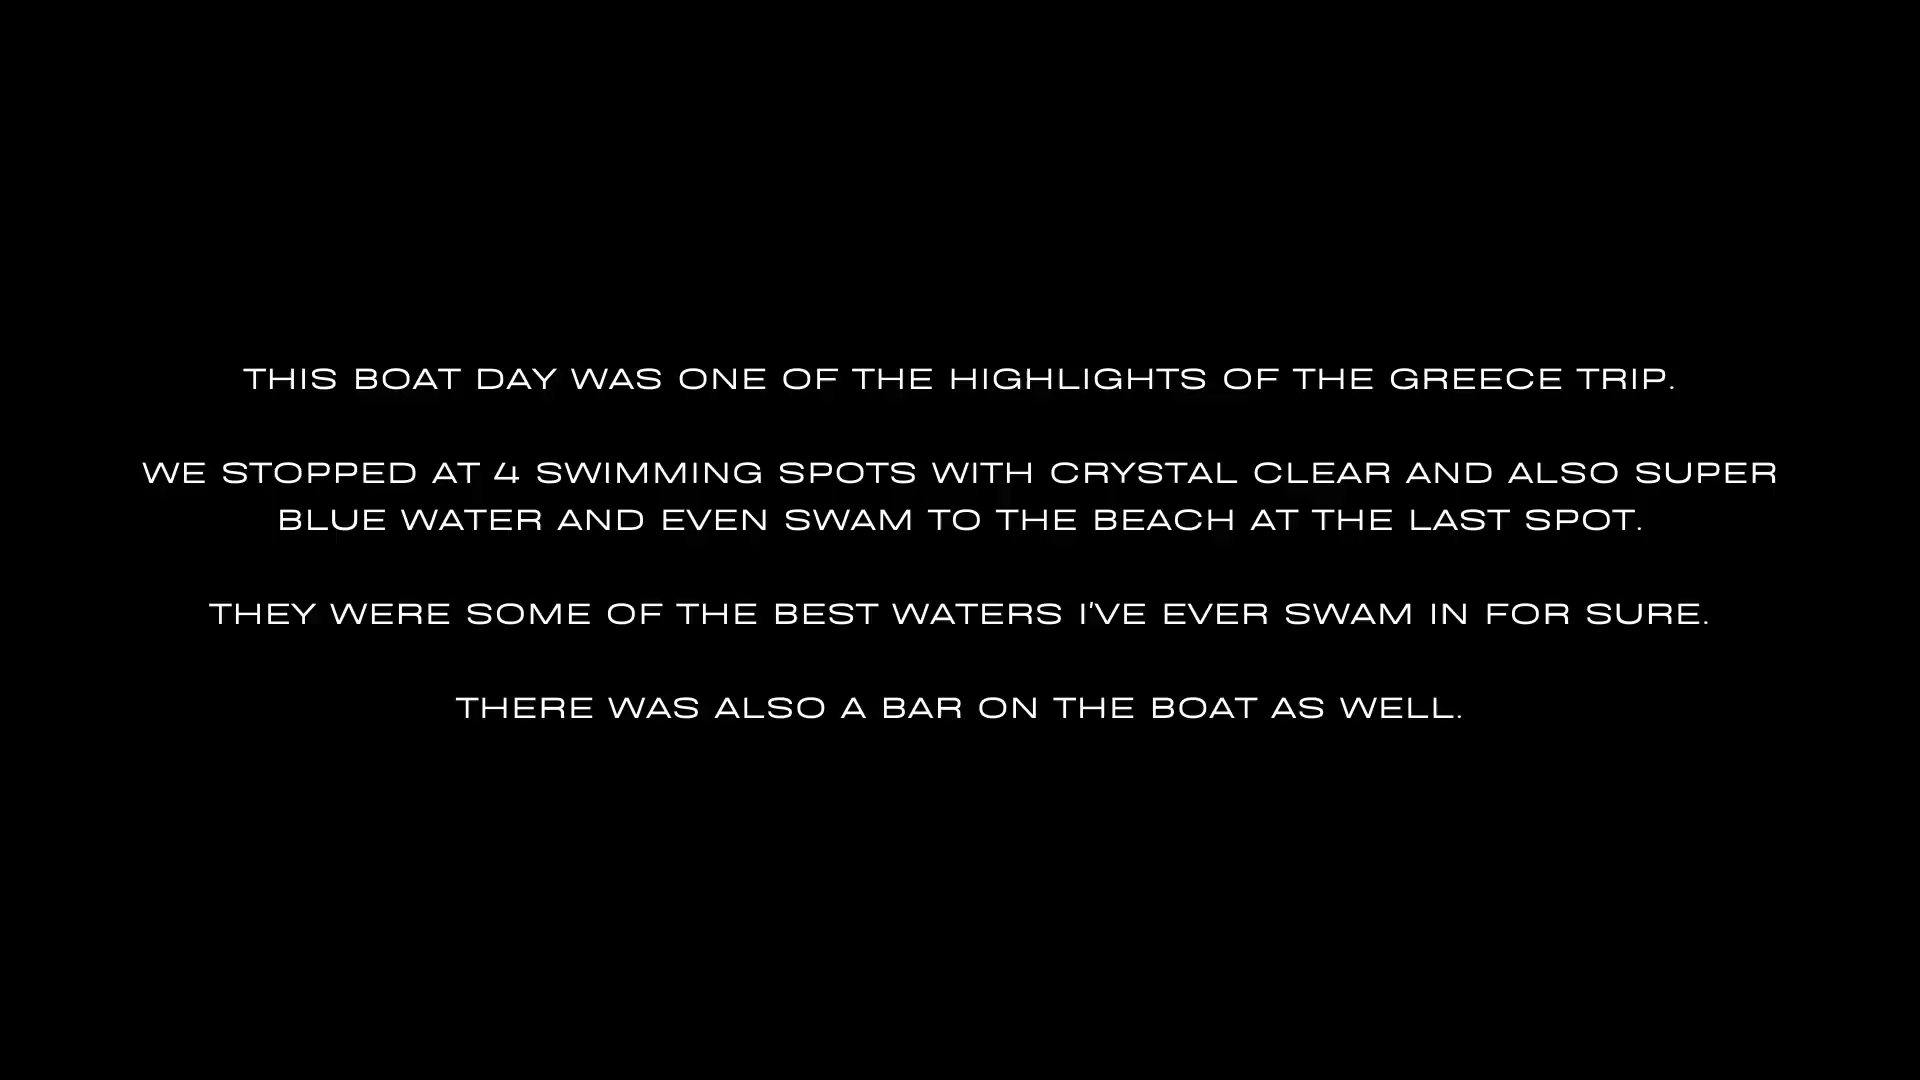 THIS BOAT DAY WAS ONE OF THE HIGHLIGHTS OF THE GREECE TRIP.
WE STOPPED AT 4 SWIMMING SPOTS WITH CRYSTAL CLEAR AND ALSO SUPER
BLUE WATER AND EVEN SWAM TO THE BEACH AT THE LAST SPOT.
THEY WERE SOME OF THE BEST WATERS I'VE EVER SWAM IN FOR SURE.
THERE WAS ALSO A BAR ON THE BOAT AS WELL.